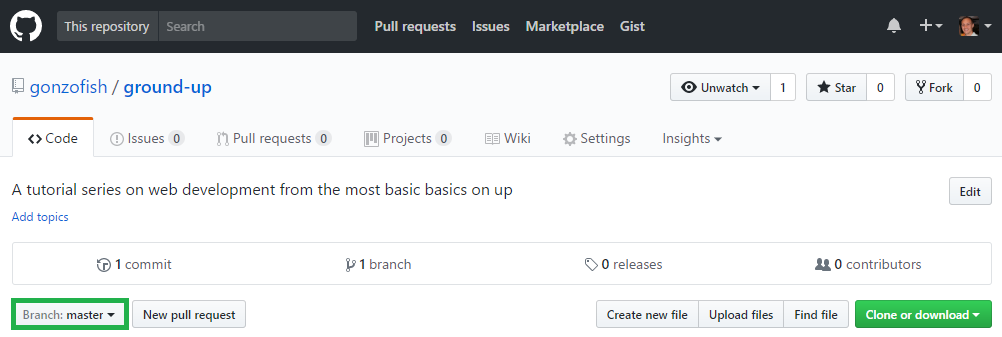 This repository Search Pull requests Issues Marketplace Gist
gonzofish / ground-up Unwatch 1 Star 0 Fork 0
Code Issues 0 Pull requests 0 Projects 0 Wiki Settings Insights
A tutorial series on web development from the most basic basics on up Edit
Add topics
1 commit 1 branch 0 releases 0 contributors
Branch: master New pull request Create new file Upload files Find file Clone or download